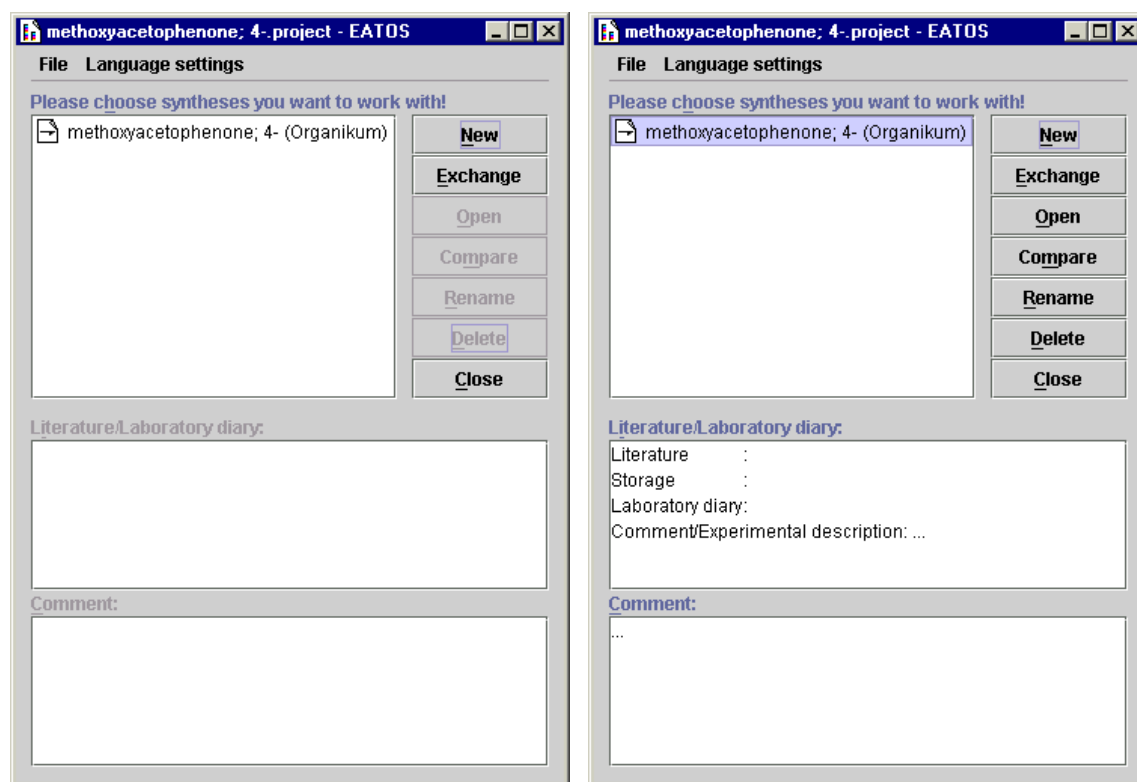 methoxyacetophenone; 4-.project - EATOS
File Language settings
Please choose syntheses you want to work with!
methoxyacetophenone; 4- (Organikum)
New
Exchange
Open
Compare
Rename
Delete
Close
Literature/Laboratory diary:
Comment:
methoxyacetophenone; 4-.project - EATOS
File Language settings
Please choose syntheses you want to work with!
methoxyacetophenone; 4- (Organikum)
New
Exchange
Open
Compare
Rename
Delete
Close
Literature/Laboratory diary:
Literature :
Storage :
Laboratory diary:
Comment/Experimental description: ...
Comment:
...